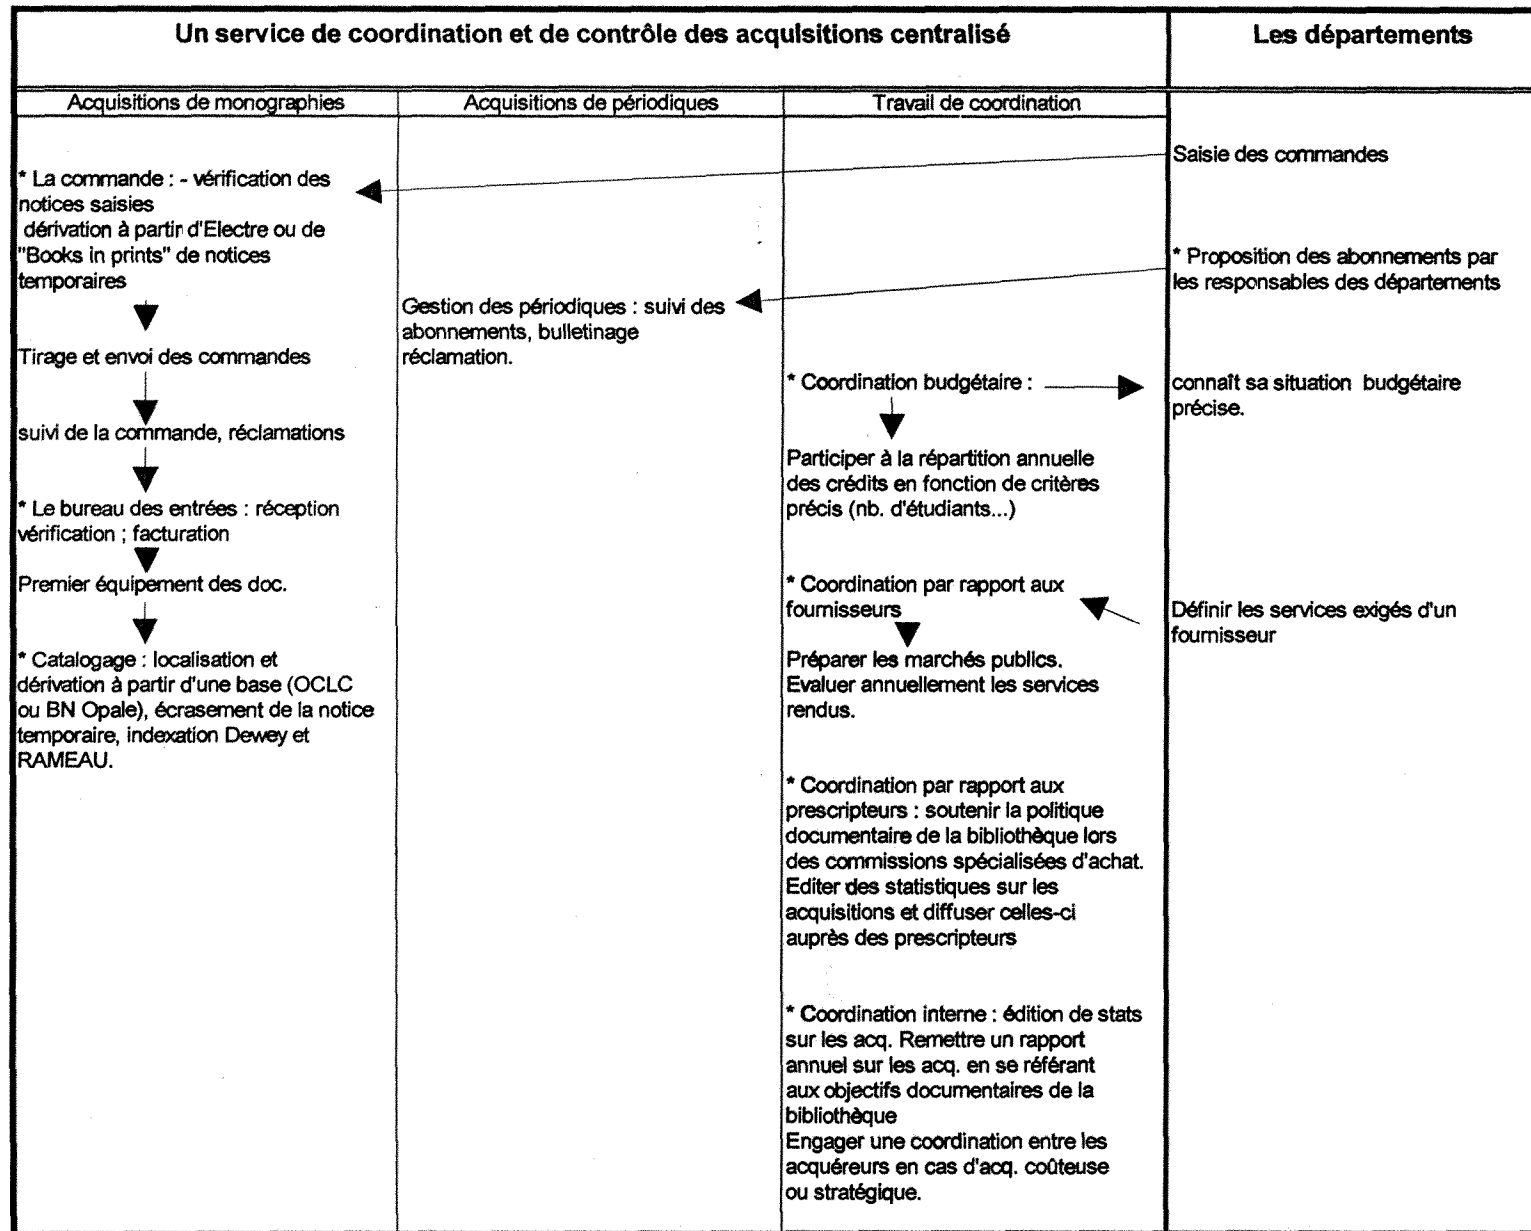 Un service de coordination et de contrôle des acquisitions centralisé
Les départements
Acquisitions de monographies
Acquisitions de périodiques
Travail de coordination
* La commande : - vérification des
notices saisies
dérivation à partir d'Electre ou de
"Books in prints" de notices
temporaires
Tirage et envoi des commandes
suivi de la commande, réclamations
* Le bureau des entrées : réception
vérification ; facturation
Premier équipement des doc.
* Catalogage : localisation et
dérivation à partir d'une base (OCLC
ou BN Opale), écrasement de la notice
temporaire, indexation Dewey et
RAMEAU.
Gestion des périodiques : suivi des
abonnements, bulletinage
réclamation.
* Coordination budgétaire :
Participer à la répartition annuelle
des crédits en fonction de critères
précis (nb. d'étudiants...)
* Coordination par rapport aux
fournisseurs
Préparer les marchés publics.
Evaluer annuellement les services
rendus.
* Coordination par rapport aux
prescripteurs : soutenir la politique
documentaire de la bibliothèque lors
des commissions spécialisées d'achat.
Editer des statistiques sur les
acquisitions et diffuser celles-ci
auprès des prescripteurs
* Coordination interne : édition de stats
sur les acq. Remettre un rapport
annuel sur les acq. en se référant
aux objectifs documentaires de la
bibliothèque
Engager une coordination entre les
acquéreurs en cas d'acq. coûteuse
ou stratégique.
Saisie des commandes
* Proposition des abonnements par
les responsables des départements
connaît sa situation budgétaire
précise.
Définir les services exigés d'un
fournisseur